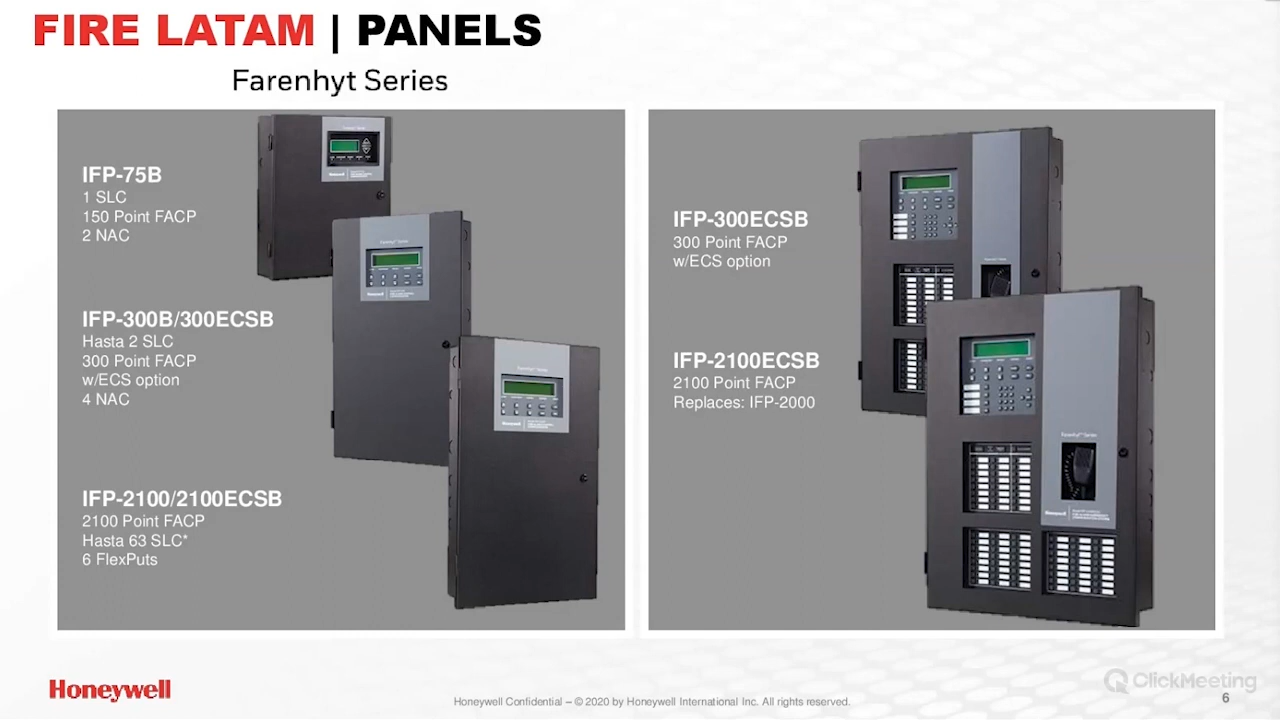 FIRE LATAM | PANELS
Farenhyt Series
IFP-75B
1 SLC
150 Point FACP
2 NAC
IFP-300B/300ECSB
Hasta 2 SLC
300 Point FACP
w/ECS option
4 NAC
IFP-2100/2100ECSB
2100 Point FACP
Hasta 63 SLC*
6 FlexPuts
IFP-300ECSB
300 Point FACP
w/ECS option
IFP-2100ECSB
2100 Point FACP
Replaces: IFP-2000
Honeywell
Honeywell Confidential – © 2020 by Honeywell International Inc. All rights reserved.
ClickMeeting
6